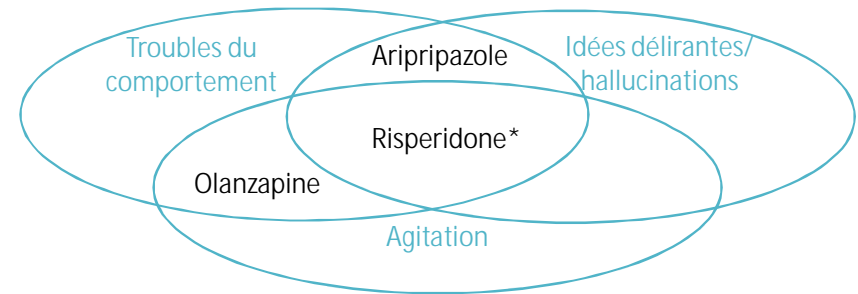 Troubles du
comportement
Aripripazole
Idées délirantes/
hallucinations
Risperidone*
Olanzapine
Agitation